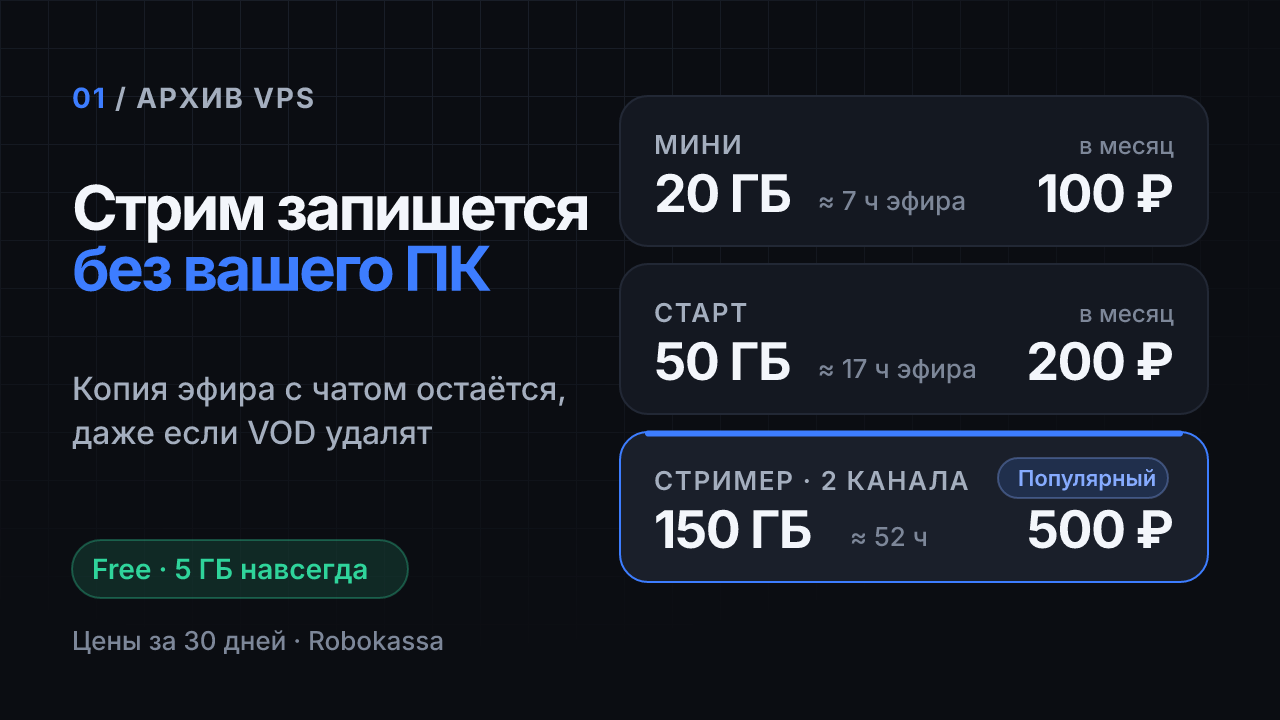 01 / АРХИВ VPS
Стрим запишется
без вашего ПК
Копия эфира с чатом остаётся,
даже если VOD удалят
Free · 5 ГБ навсегда
Цены за 30 дней · Robokassa
МИНИ
в месяц
20 ГБ ≈ 7 ч эфира 100 ₽
СТАРТ
в месяц
50 ГБ ≈ 17 ч эфира 200 ₽
СТРИМЕР · 2 КАНАЛА
Популярный
150 ГБ ≈ 52 ч 500 ₽